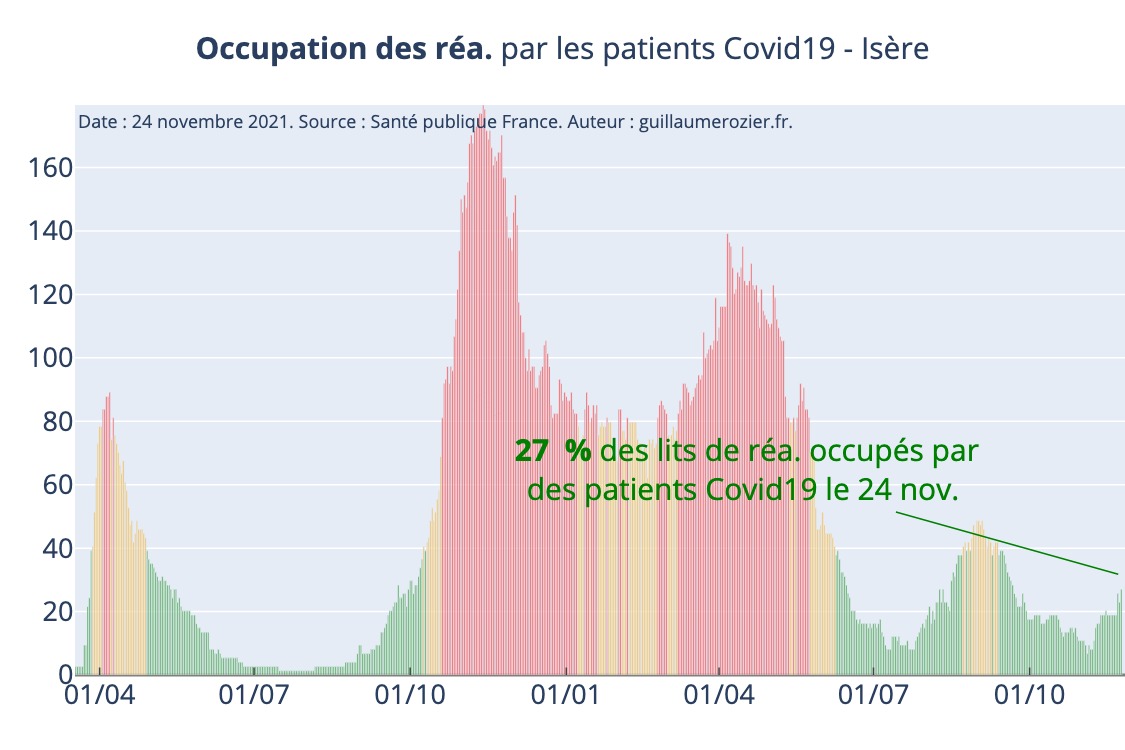 Occupation des réa. par les patients Covid19 - Isère
Date : 24 novembre 2021. Source : Santé publique France. Auteur : guillaumerozier.fr.
160
140
120
100
80
60
40
20
0
27 % des lits de réa. occupés par
des patients Covid19 le 24 nov.
01/04 01/07 01/10 01/01 01/04 01/07 01/10